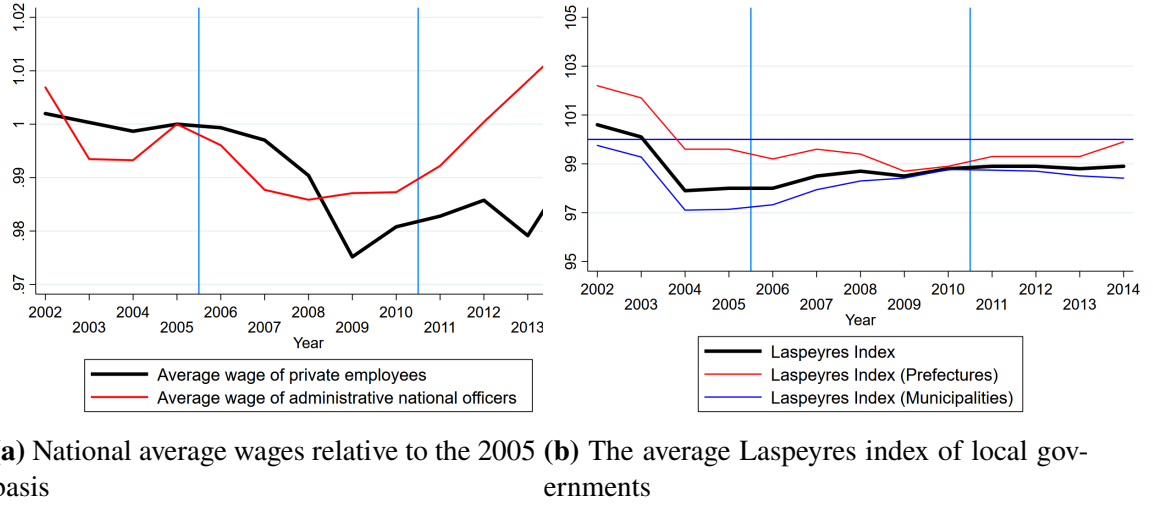 1.02
1.01
1
.99
.98
.97
2002 2003 2004 2005 2006 2007 2008 2009 2010 2011 2012 2013
Year
Average wage of private employees
Average wage of administrative national officers
105
103
101
99
97
95
2002 2003 2004 2005 2006 2007 2008 2009 2010 2011 2012 2013 2014
Year
Laspeyres Index
Laspeyres Index (Prefectures)
Laspeyres Index (Municipalities)
a) National average wages relative to the 2005
basis
(b) The average Laspeyres index of local gov-
ernments